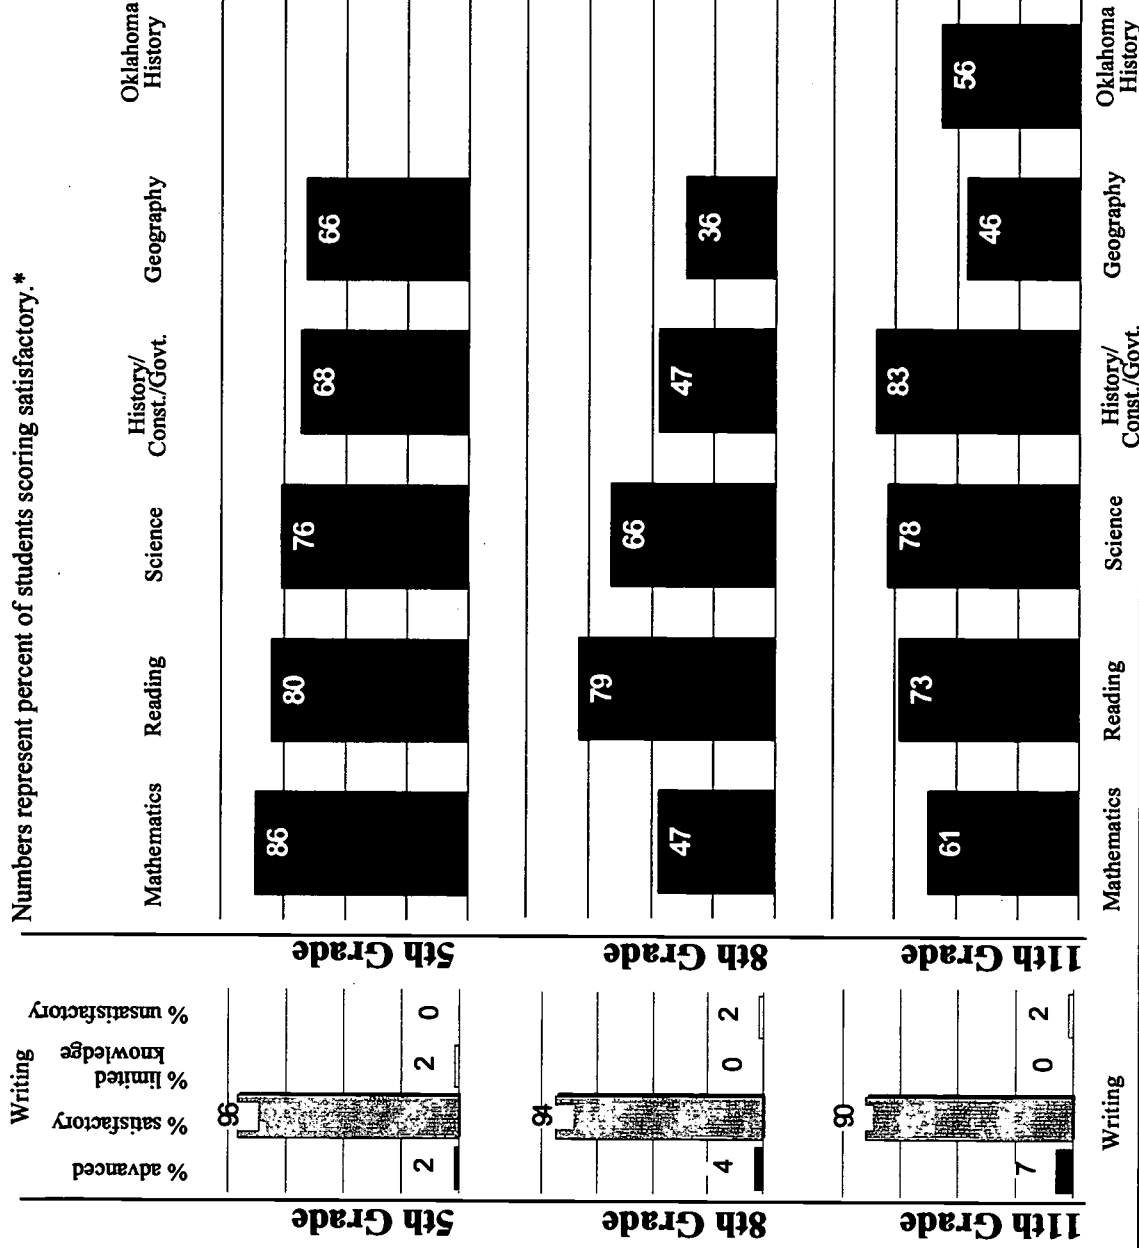 Numbers represent percent of students scoring satisfactory.*
Writing
% advanced
% satisfactory
% limited
knowledge
% unsatisfactory
Mathematics
Reading
Science
History/
Const./Govt.
Geography
Oklahoma
History
5th Grade
2
96
2
0
5th Grade
86
80
76
68
66
8th Grade
4
94
0
2
8th Grade
47
79
66
47
36
11th Grade
7
90
0
2
11th Grade
61
73
78
83
46
56
Writing
Mathematics
Reading
Science
History/
Const./Govt.
Geography
Oklahoma
History